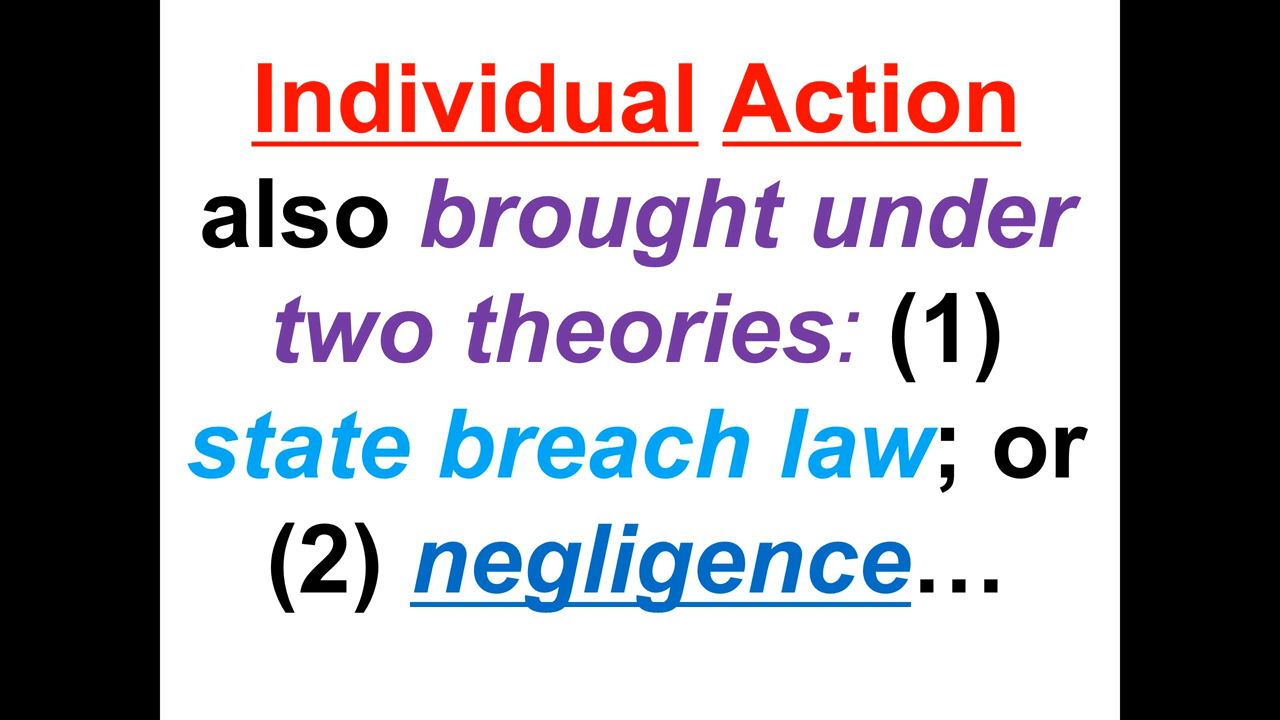 Individual Action
also brought under
two theories: (1)
state breach law; or
(2) negligence…